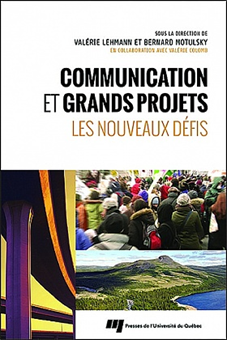 SOUS LA DIRECTION DE
VALÉRIE LEHMANN ET BERNARD MOTULSKY
EN COLLABORATION AVEC VALÉRIE COLOMB
COMMUNICATION
ET GRANDS PROJETS
LES NOUVEAUX DÉFIS
Presses de l'Université du Québec